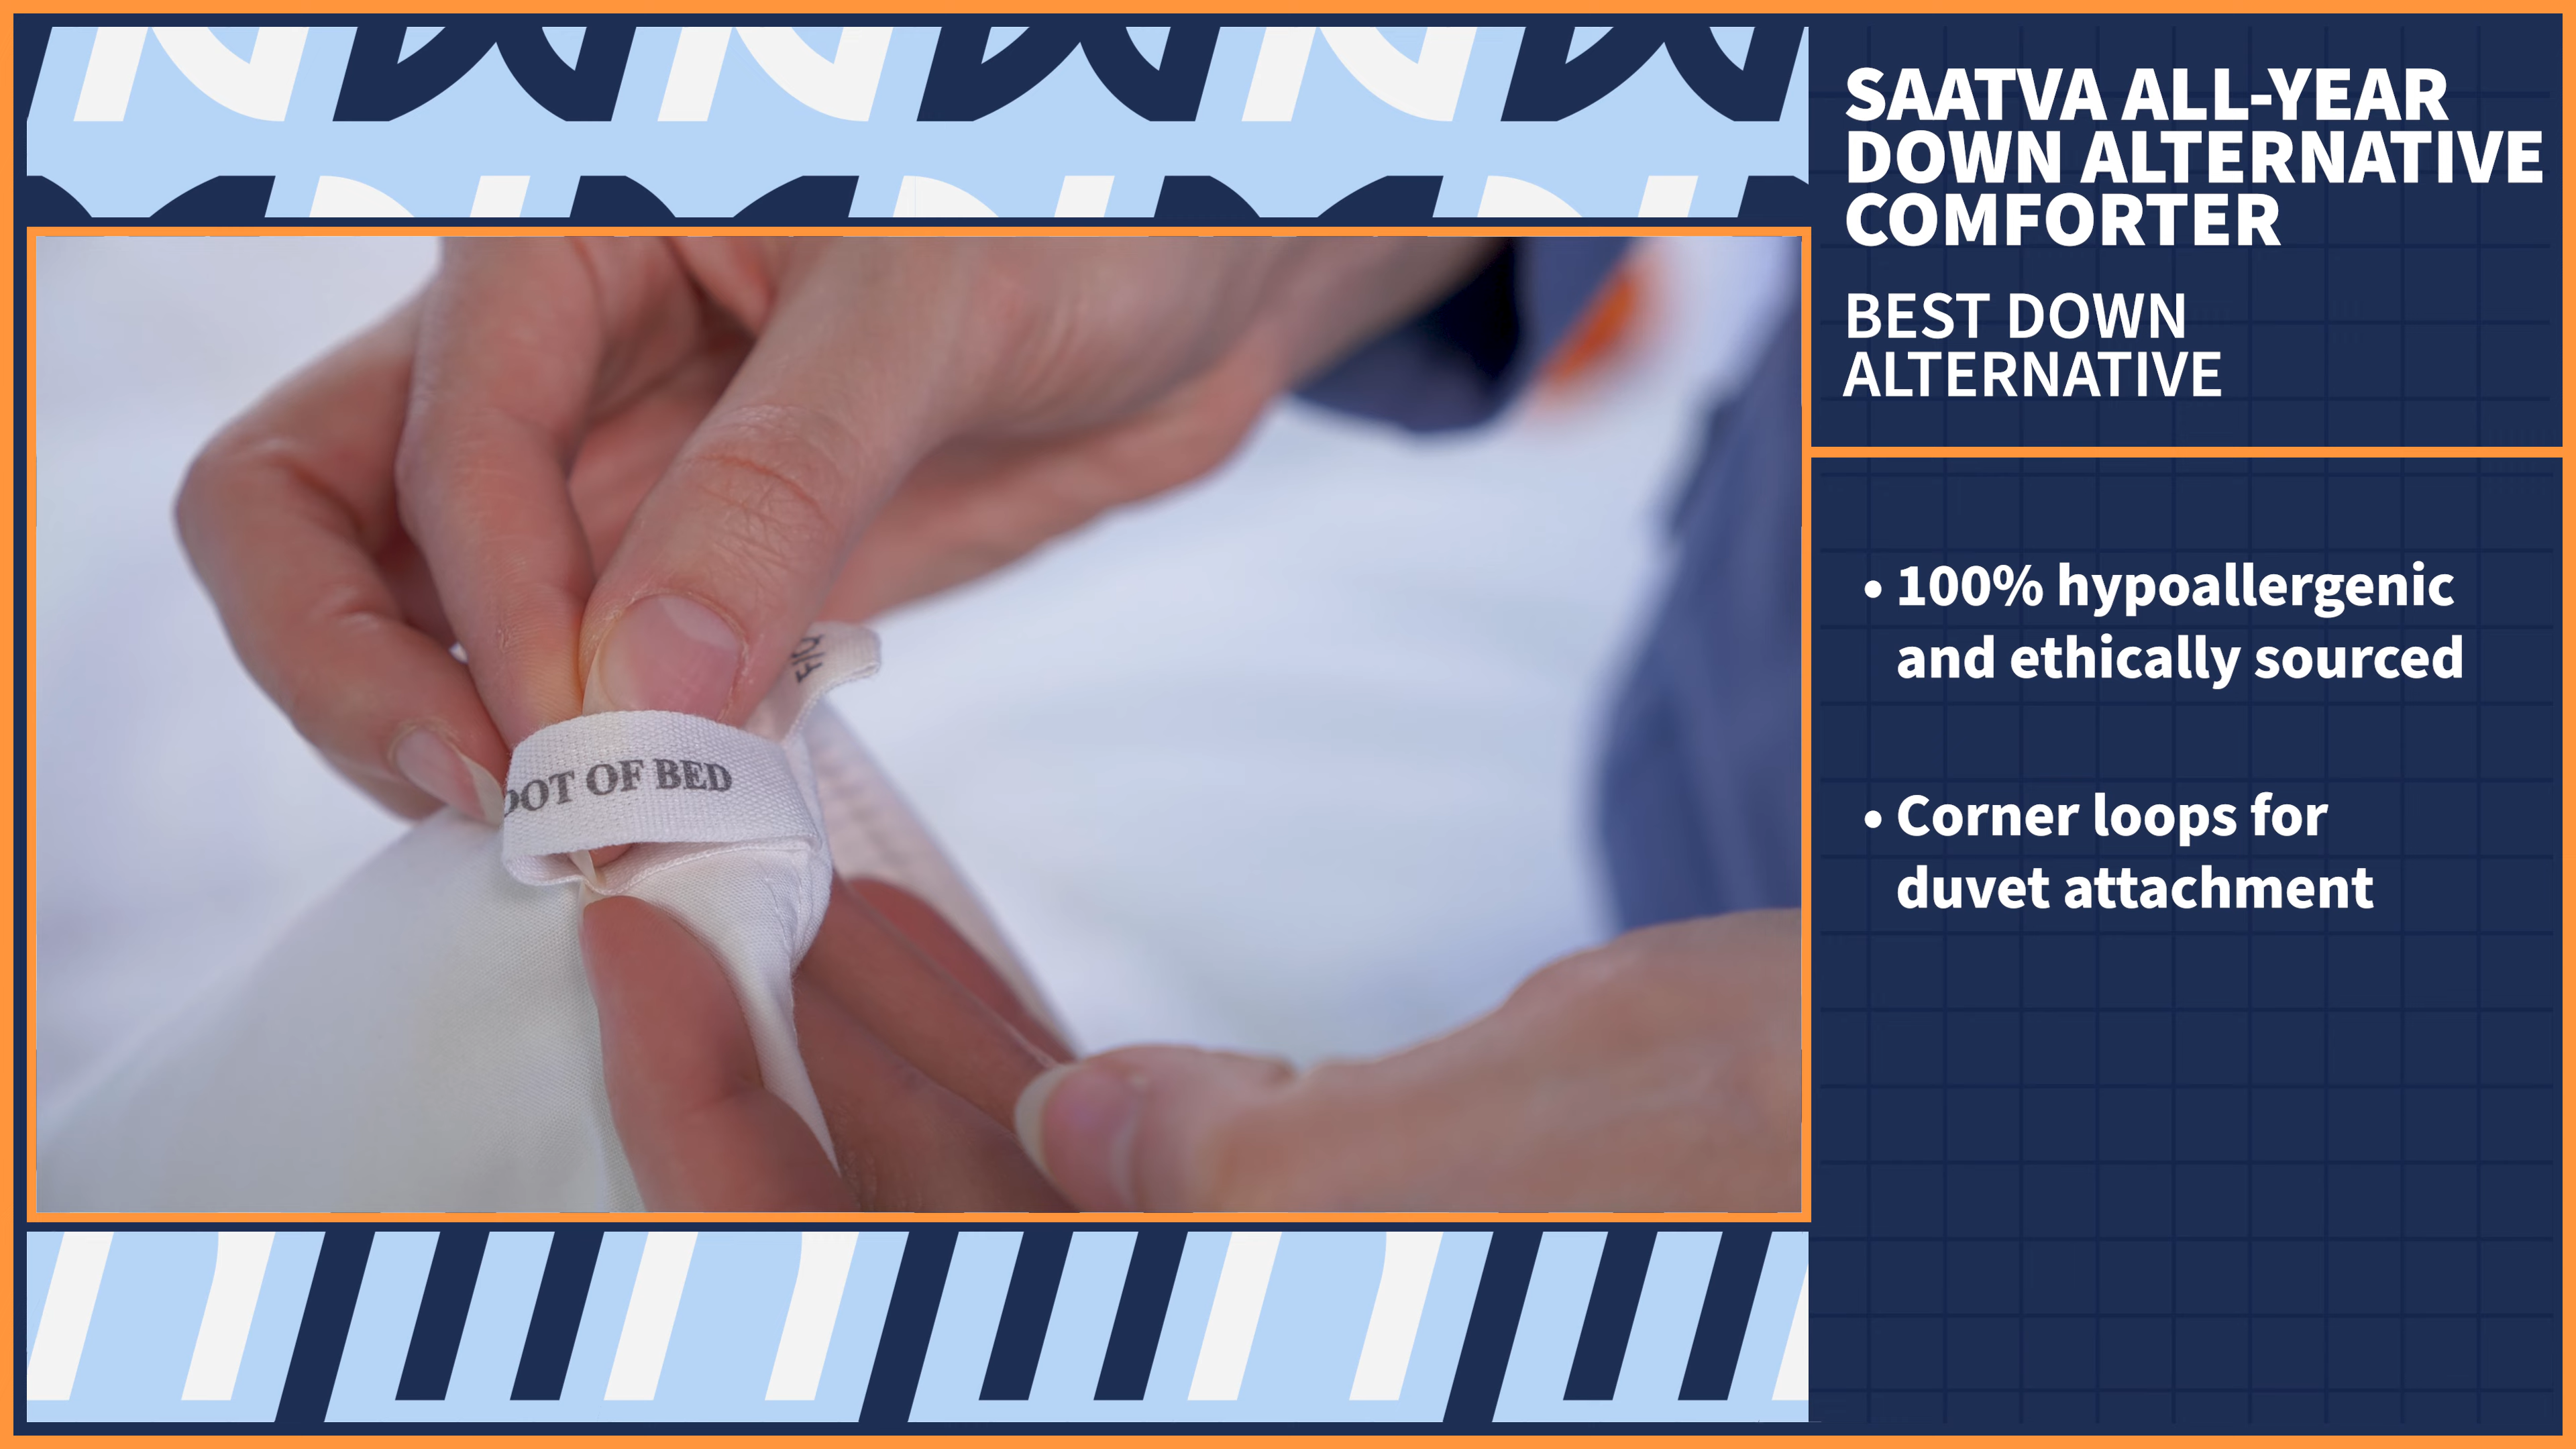 SAATVA ALL-YEAR
DOWN ALTERNATIVE
COMFORTER
BEST DOWN
ALTERNATIVE
• 100% hypoallergenic
and ethically sourced
• Corner loops for
duvet attachment
OF BED